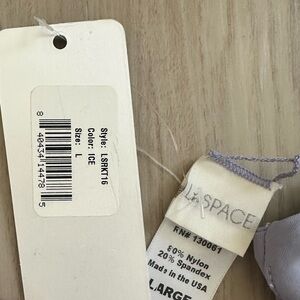 Style: LSRKT16
Color: ICE
Size: L
8 40434 14478 5
L*SPACE
RN# 130061
80% Nylon
20% Spandex
Made in the USA
LARGE